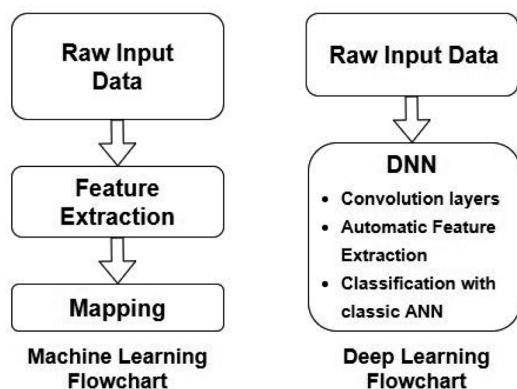 Raw Input
Data
Feature
Extraction
Mapping
Machine Learning
Flowchart
Raw Input Data
DNN
• Convolution layers
• Automatic Feature
Extraction
• Classification with
classic ANN
Deep Learning
Flowchart